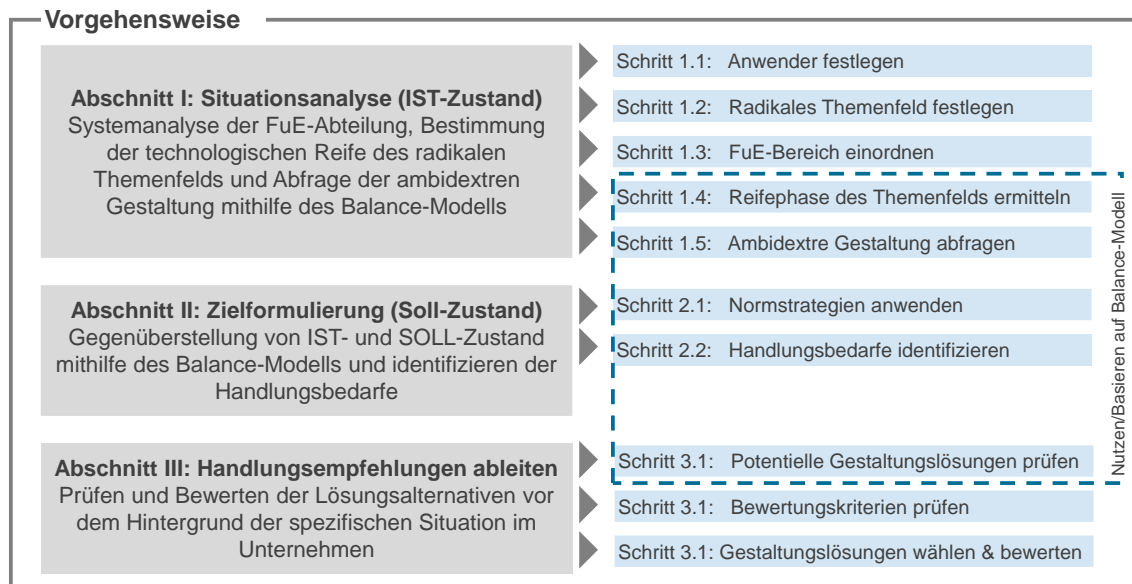 Vorgehensweise
Abschnitt I: Situationsanalyse (IST-Zustand)
Systemanalyse der FuE-Abteilung, Bestimmung
der technologischen Reife des radikalen
Themenfelds und Abfrage der ambidextren
Gestaltung mithilfe des Balance-Modells
Schritt 1.1: Anwender festlegen
Schritt 1.2: Radikales Themenfeld festlegen
Schritt 1.3: FuE-Bereich einordnen
Schritt 1.4: Reifephase des Themenfelds ermitteln
Schritt 1.5: Ambidextre Gestaltung abfragen
Abschnitt II: Zielformulierung (Soll-Zustand)
Gegenüberstellung von IST- und SOLL-Zustand
mithilfe des Balance-Modells und identifizieren der
Handlungsbedarfe
Schritt 2.1: Normstrategien anwenden
Schritt 2.2: Handlungsbedarfe identifizieren
Abschnitt III: Handlungsempfehlungen ableiten
Prüfen und Bewerten der Lösungsalternativen vor
dem Hintergrund der spezifischen Situation im
Unternehmen
Schritt 3.1: Potentielle Gestaltungslösungen prüfen
Schritt 3.1: Bewertungskriterien prüfen
Schritt 3.1: Gestaltungslösungen wählen & bewerten
Nutzen/Basieren auf Balance-Modell